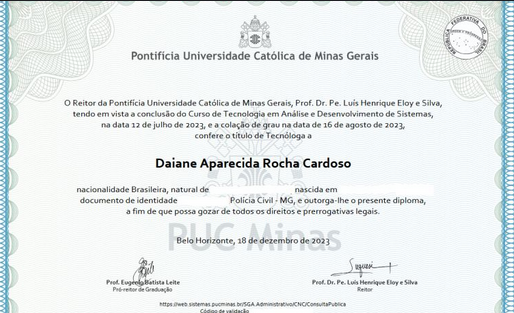 Pontifícia Universidade Católica de Minas Gerais
REPÚBLICA FEDERATIVA DO BRASIL
O Reitor da Pontifícia Universidade Católica de Minas Gerais, Prof. Dr. Pe. Luís Henrique Eloy e Silva,
tendo em vista a conclusão do Curso de Tecnologia em Análise e Desenvolvimento de Sistemas,
na data 12 de julho de 2023, e a colação de grau na data de 16 de agosto de 2023,
confere o título de Tecnóloga a
Daiane Aparecida Rocha Cardoso
nacionalidade Brasileira, natural de nascida em
documento de identidade Polícia Civil - MG, e outorga-lhe o presente diploma,
a fim de que possa gozar de todos os direitos e prerrogativas legais.
PUC Minas
Belo Horizonte, 18 de dezembro de 2023
Prof. Eugenio Batista Leite
Pró-reitor de Graduação
Prof. Dr. Pe. Luís Henrique Eloy e Silva
Reitor
https://web.sistemas.pucminas.br/SGA.Administrativo/CNC/ConsultaPublica
Código de validação